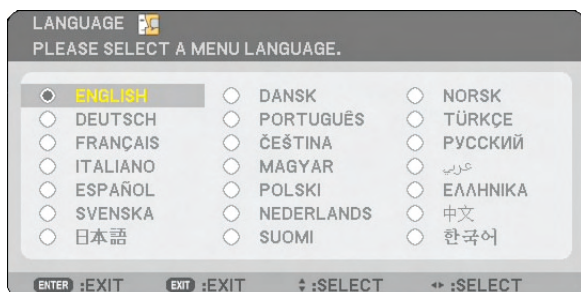 LANGUAGE
PLEASE SELECT A MENU LANGUAGE.
ENGLISH
DEUTSCH
FRANÇAIS
ITALIANO
ESPAÑOL
SVENSKA
日本語
DANSK
PORTUGUÊS
ČEŠTINA
MAGYAR
POLSKI
NEDERLANDS
SUOMI
NORSK
TÜRKÇE
РУССКИЙ
عربي
ΕΛΛΗΝΙΚΑ
中文
한국어
ENTER :EXIT EXIT :EXIT :SELECT :SELECT